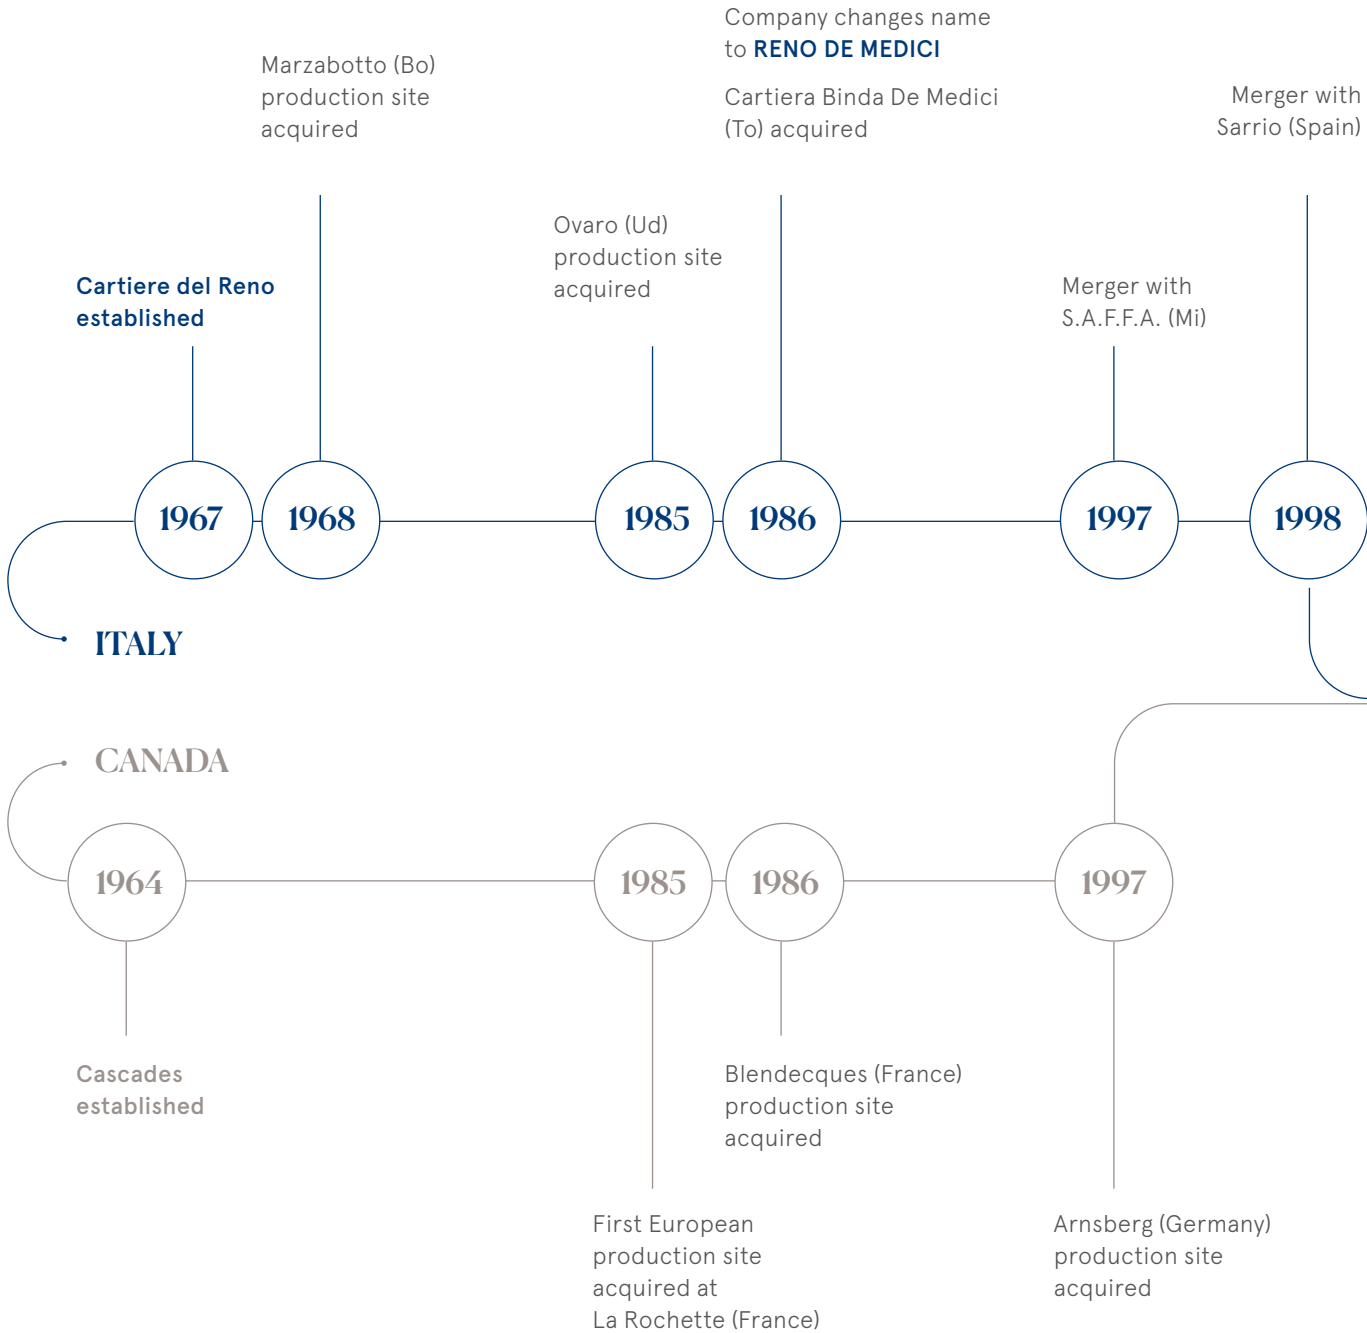 Company changes name
to RENO DE MEDICI
Cartiera Binda De Medici
(To) acquired
Marzabotto (Bo)
production site
acquired
Merger with
Sarrio (Spain)
Ovaro (Ud)
production site
acquired
Cartiere del Reno
established
Merger with
S.A.F.F.A. (Mi)
1967
1968
1985
1986
1997
1998
ITALY
CANADA
1964
1985
1986
1997
Cascades
established
Blendecques (France)
production site
acquired
First European
production site
acquired at
La Rochette (France)
Arnsberg (Germany)
production site
acquired